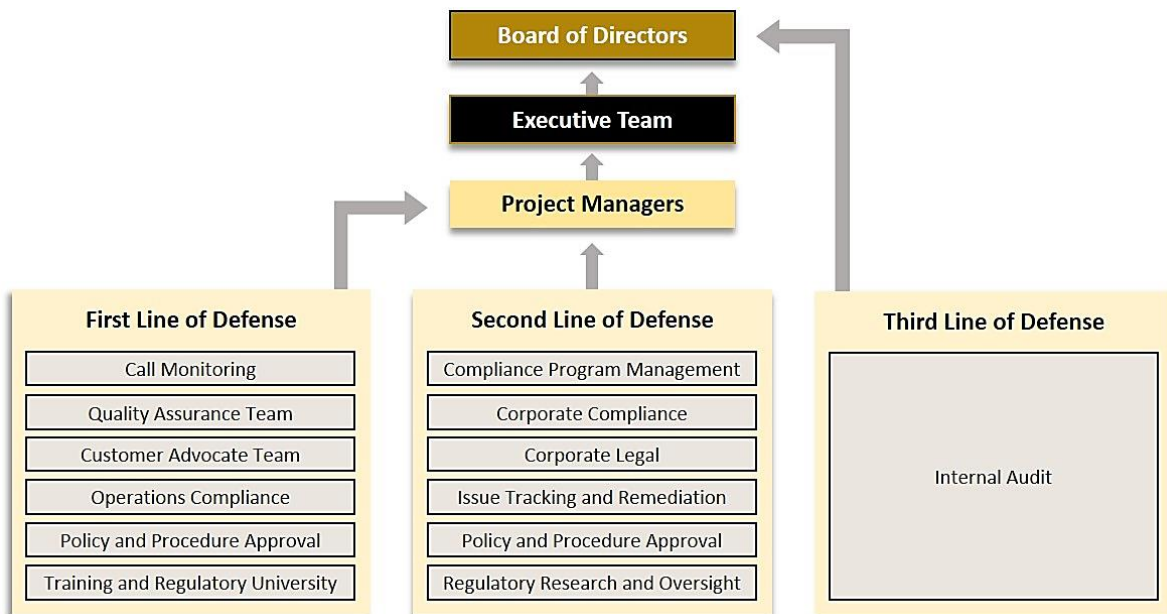 Board of Directors
Executive Team
Project Managers
First Line of Defense
Call Monitoring
Quality Assurance Team
Customer Advocate Team
Operations Compliance
Policy and Procedure Approval
Training and Regulatory University
Second Line of Defense
Compliance Program Management
Corporate Compliance
Corporate Legal
Issue Tracking and Remediation
Policy and Procedure Approval
Regulatory Research and Oversight
Third Line of Defense
Internal Audit